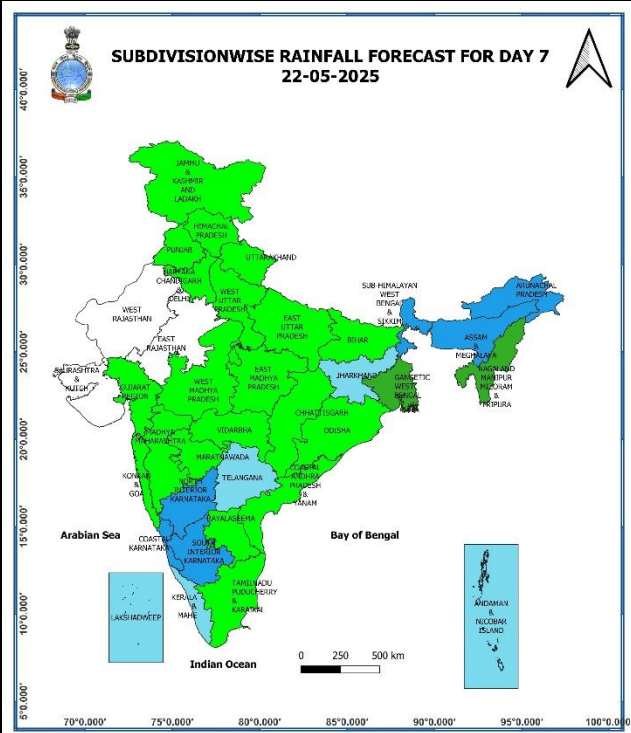 SUBDIVISIONWISE RAINFALL FORECAST FOR DAY 7
22-05-2025
40°0.000'
35°0.000'
30°0.000'
25°0.000'
20°0.000'
15°0.000'
10°0.000'
5°0.000'
JAMMU
&
KASHMIR
AND
LADAKH
HIMACHAL
PRADESH
PUNJAB
UTTARAKHAND
HARYANA
CHANDIGARH
&
DELHI
WEST
UTTAR
PRADESH
WEST
RAJASTHAN
EAST
RAJASTHAN
EAST
UTTAR
PRADESH
SUB-HIMALAYAN
WEST
BENGAL
&
SIKKIM
ARUNACHAL
PRADESH
BIHAR
ASSAM
&
MEGHALAYA
NAGALAND
MANIPUR
MIZORAM
&
TRIPURA
SAURASHTRA
&
KUTCH
GUJARAT
REGION
WEST
MADHYA
PRADESH
EAST
MADHYA
PRADESH
JHARKHAND
GANGETIC
WEST
BENGAL
CHHATTISGARH
ODISHA
MADHYA
MAHARASHTRA
VIDARBHA
MARATHAWADA
KONKAN
&
GOA
NORTH
INTERIOR
KARNATAKA
TELANGANA
COASTAL
ANDHRA
PRADESH
&
YANAM
RAYALASEEMA
COASTAL
KARNATAKA
SOUTH
INTERIOR
KARNATAKA
Arabian Sea
Bay of Bengal
KERALA
&
MAHE
TAMILNADU
PUDUCHERRY
&
KARAIKAL
LAKSHADWEEP
ANDAMAN
&
NICOBAR
ISLAND
Indian Ocean
0 250 500 km
70°0.000' 75°0.000' 80°0.000' 85°0.000' 90°0.000' 95°0.000' 100°0.000'